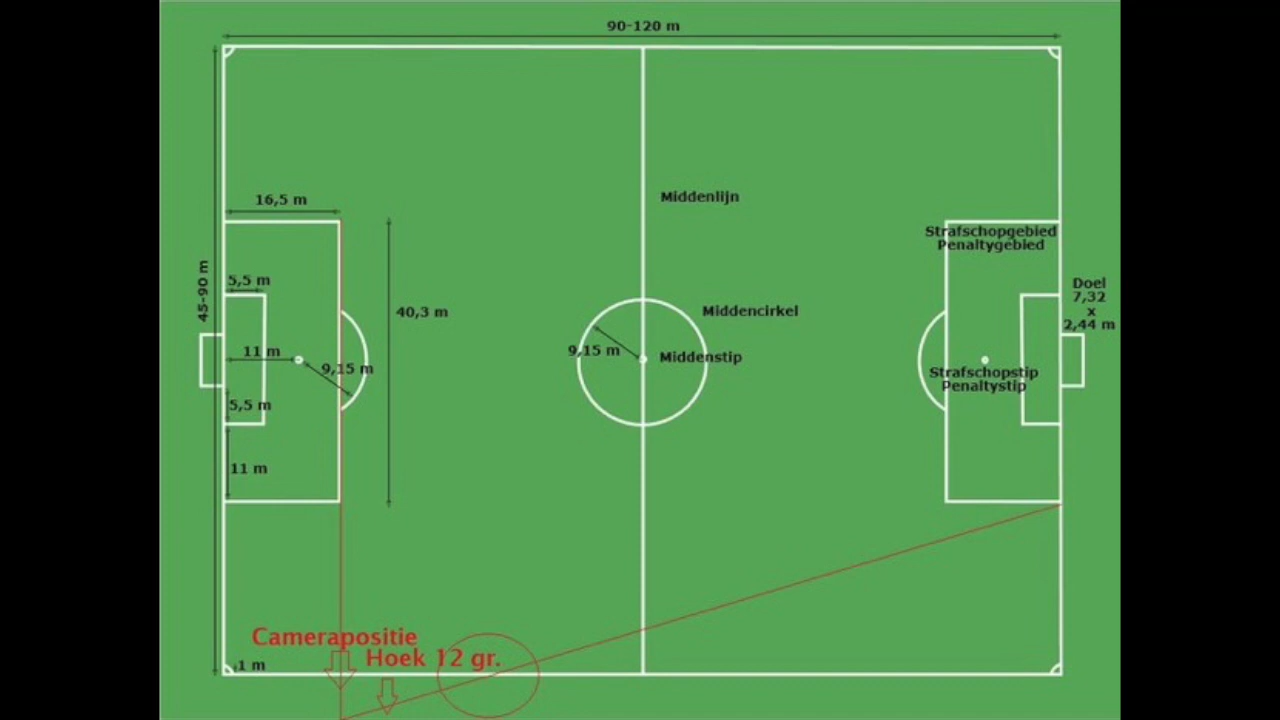 90-120 m
Middenlijn
16,5 m
Strafschopgebied
Penaltygebied
45-90 m
5,5 m
Doel
7,32
x
2,44 m
40,3 m
Middencirkel
11 m
9,15 m
9,15 m
Middenstip
Strafschopstip
Penaltystip
5,5 m
11 m
Camerapositie
Hoek 12 gr.
1 m